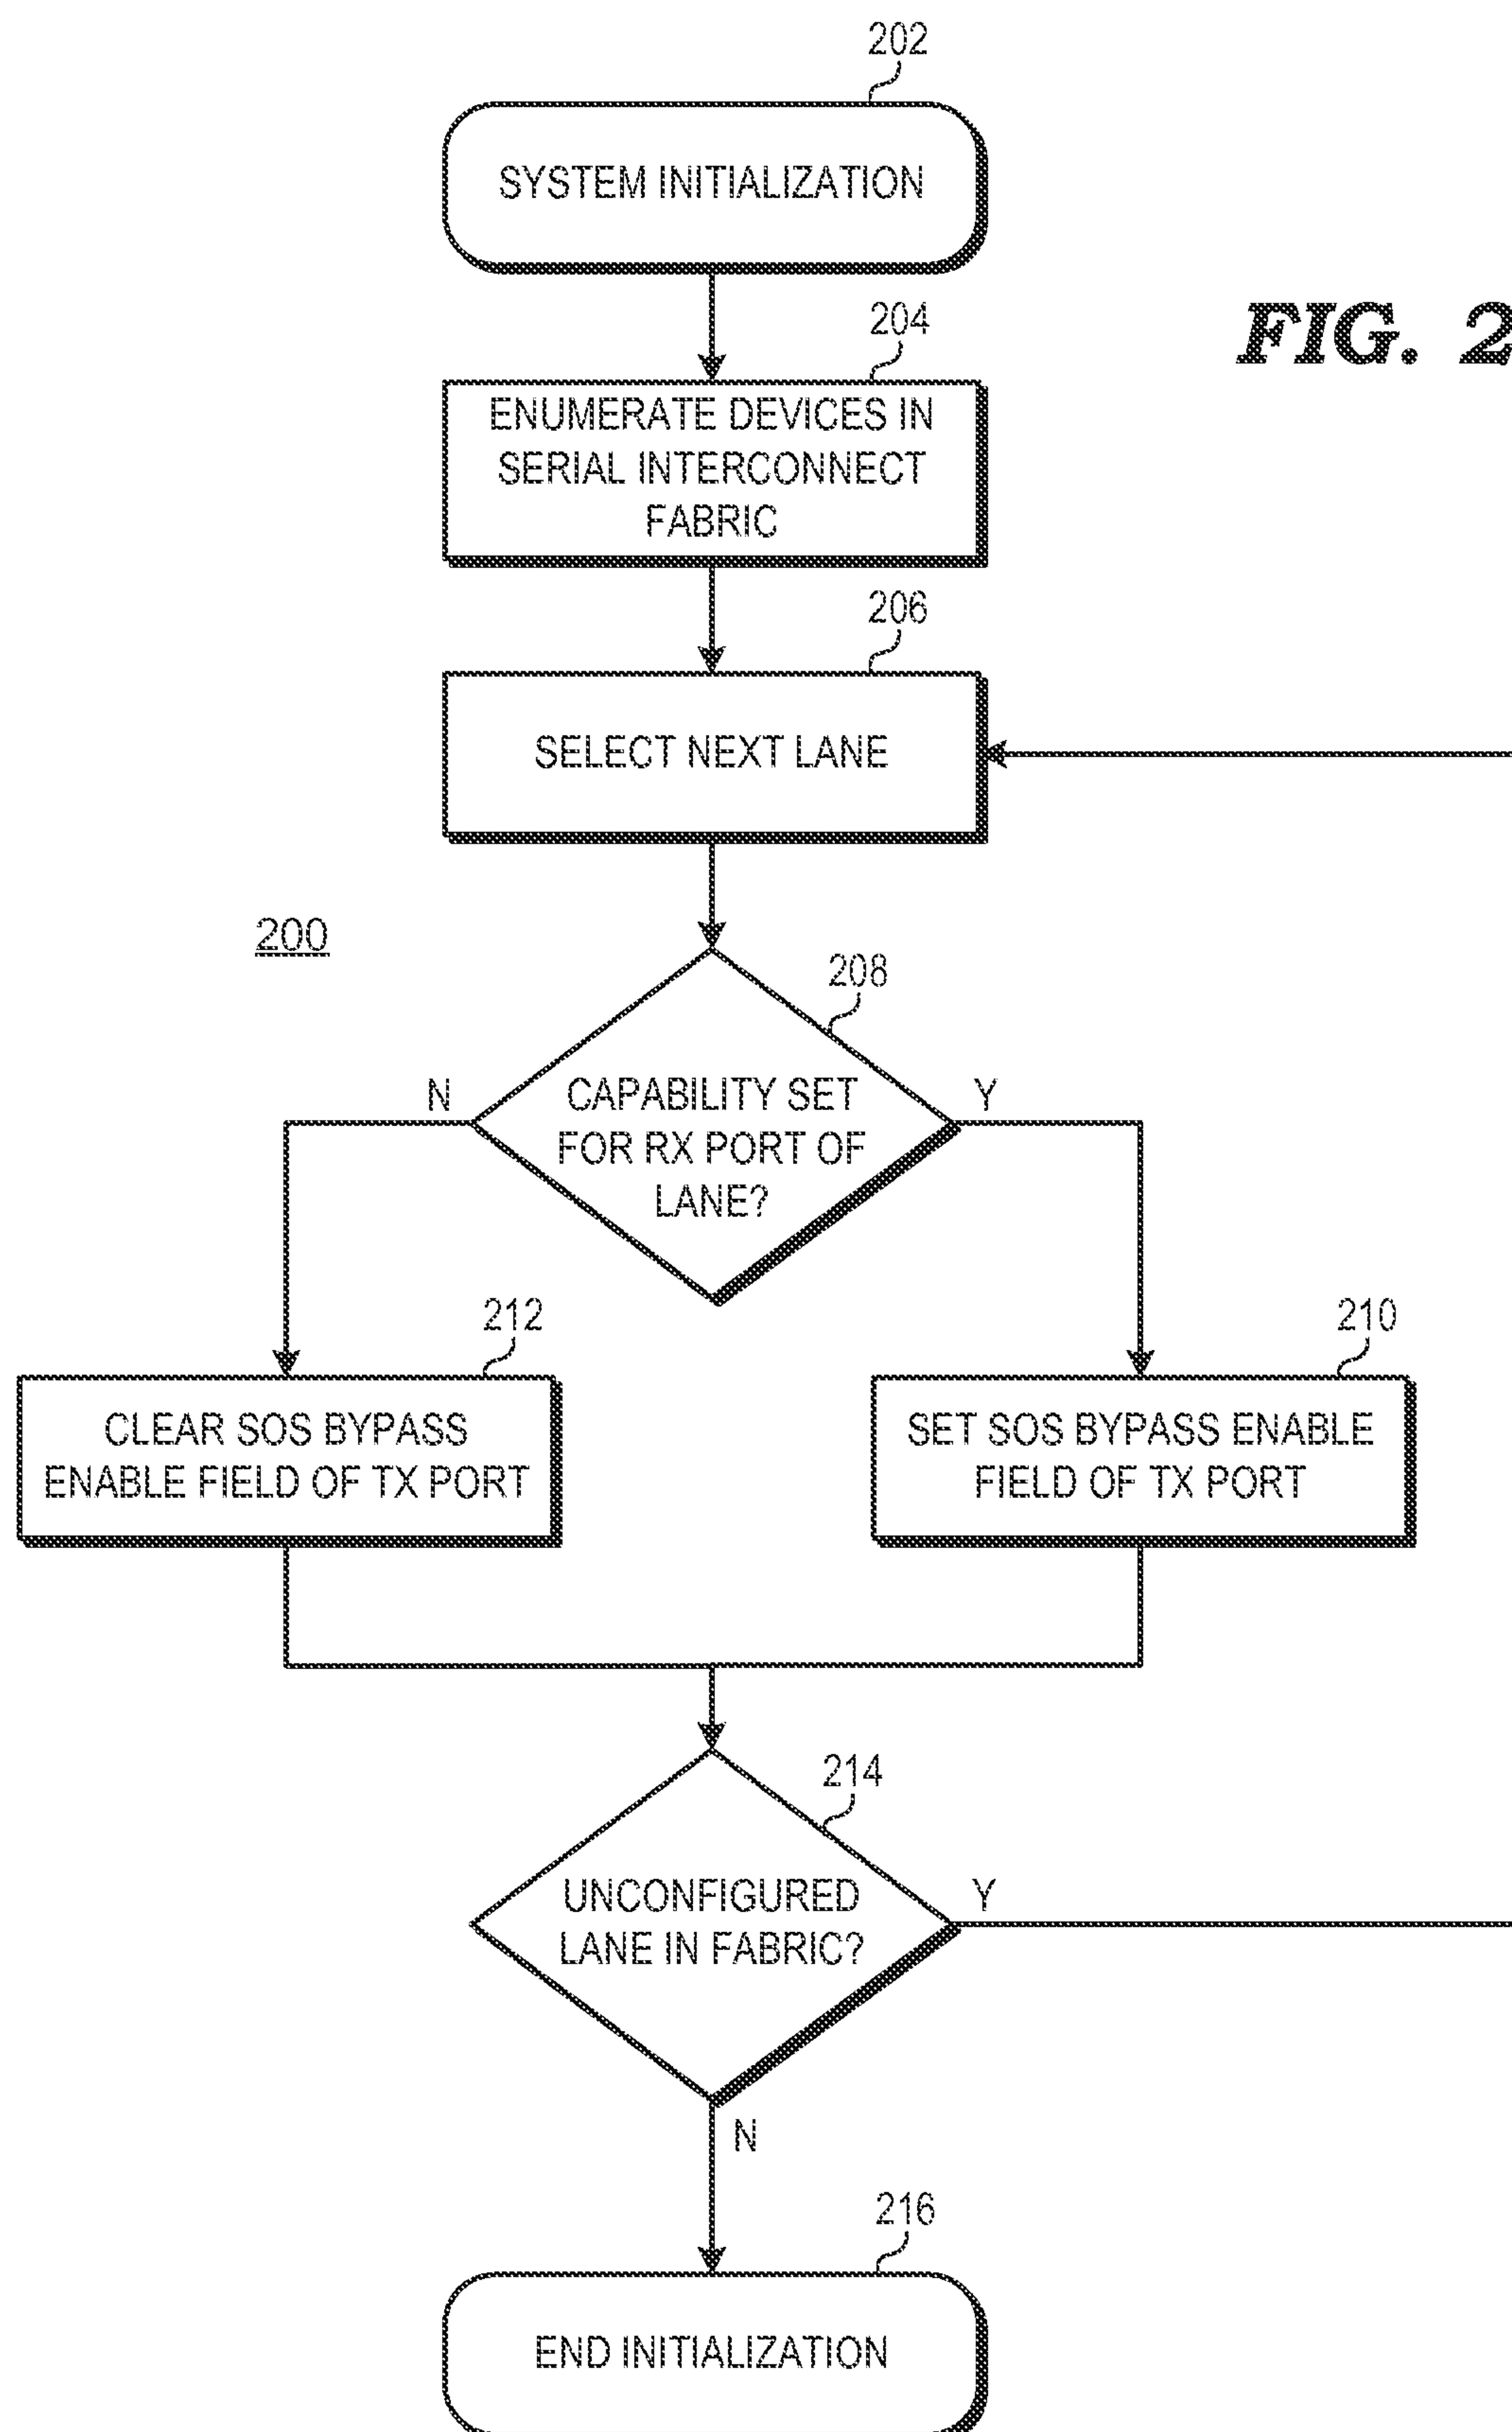 202
SYSTEM INITIALIZATION
204
FIG. 2
ENUMERATE DEVICES IN
SERIAL INTERCONNECT
FABRIC
206
SELECT NEXT LANE
200
208
N
CAPABILITY SET
FOR RX PORT OF
LANE?
Y
212
210
CLEAR SOS BYPASS
ENABLE FIELD OF TX PORT
SET SOS BYPASS ENABLE
FIELD OF TX PORT
214
UNCONFIGURED
LANE IN FABRIC?
Y
N
216
END INITIALIZATION